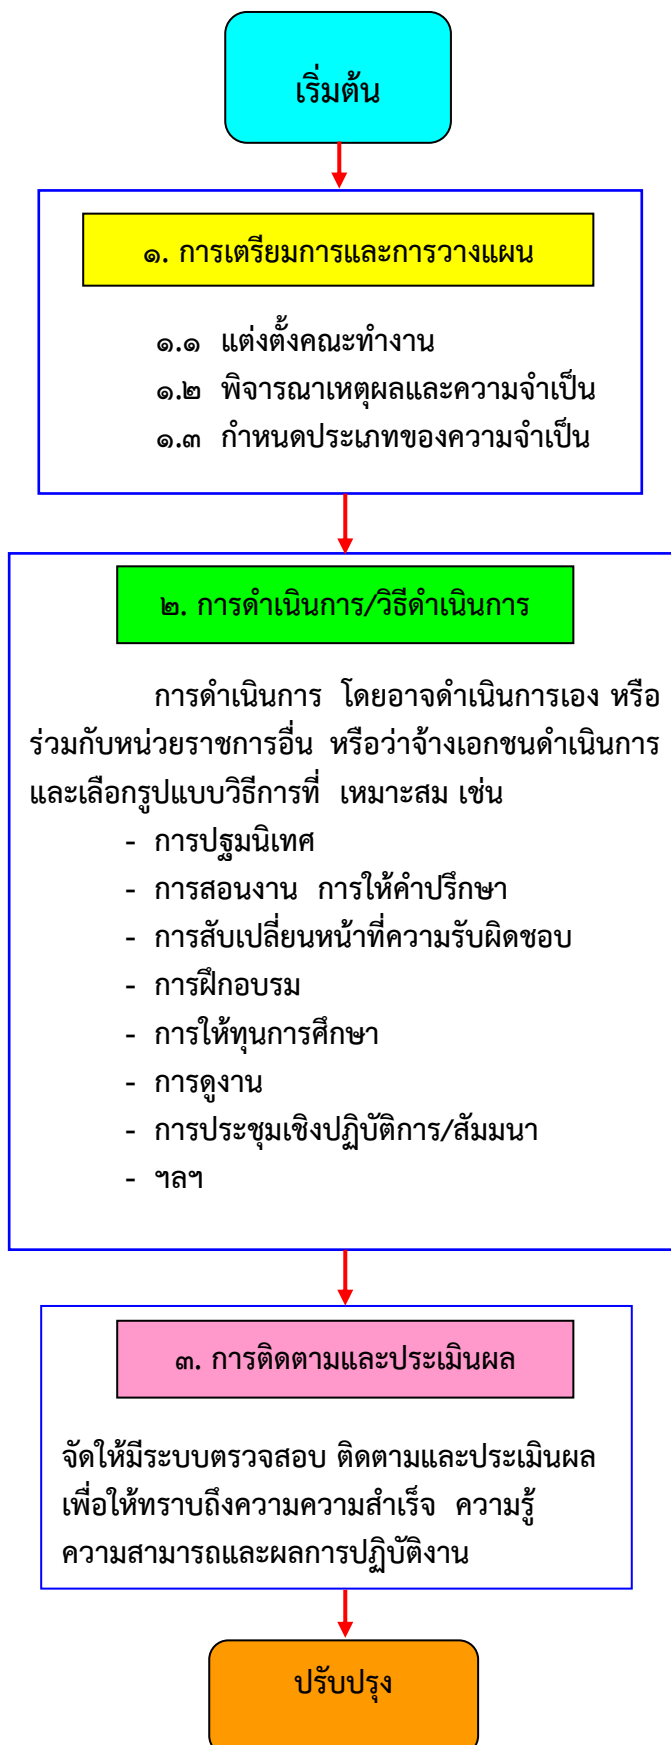 เริ่มต้น
๑. การเตรียมการและการวางแผน
๑.๑ แต่งตั้งคณะทำงาน
๑.๒ พิจารณาเหตุผลและความจำเป็น
๑.๓ กำหนดประเภทของความจำเป็น
๒. การดำเนินการ/วิธีดำเนินการ
การดำเนินการ โดยอาจดำเนินการเอง หรือ
ร่วมกับหน่วยราชการอื่น หรือว่าจ้างเอกชนดำเนินการ
และเลือกรูปแบบวิธีการที่ เหมาะสม เช่น
- การปฐมนิเทศ
- การสอนงาน การให้คำปรึกษา
- การสับเปลี่ยนหน้าที่ความรับผิดชอบ
- การฝึกอบรม
- การให้ทุนการศึกษา
- การดูงาน
- การประชุมเชิงปฏิบัติการ/สัมมนา
- ฯลฯ
๓. การติดตามและประเมินผล
จัดให้มีระบบตรวจสอบ ติดตามและประเมินผล
เพื่อให้ทราบถึงความความสำเร็จ ความรู้
ความสามารถและผลการปฏิบัติงาน
ปรับปรุง